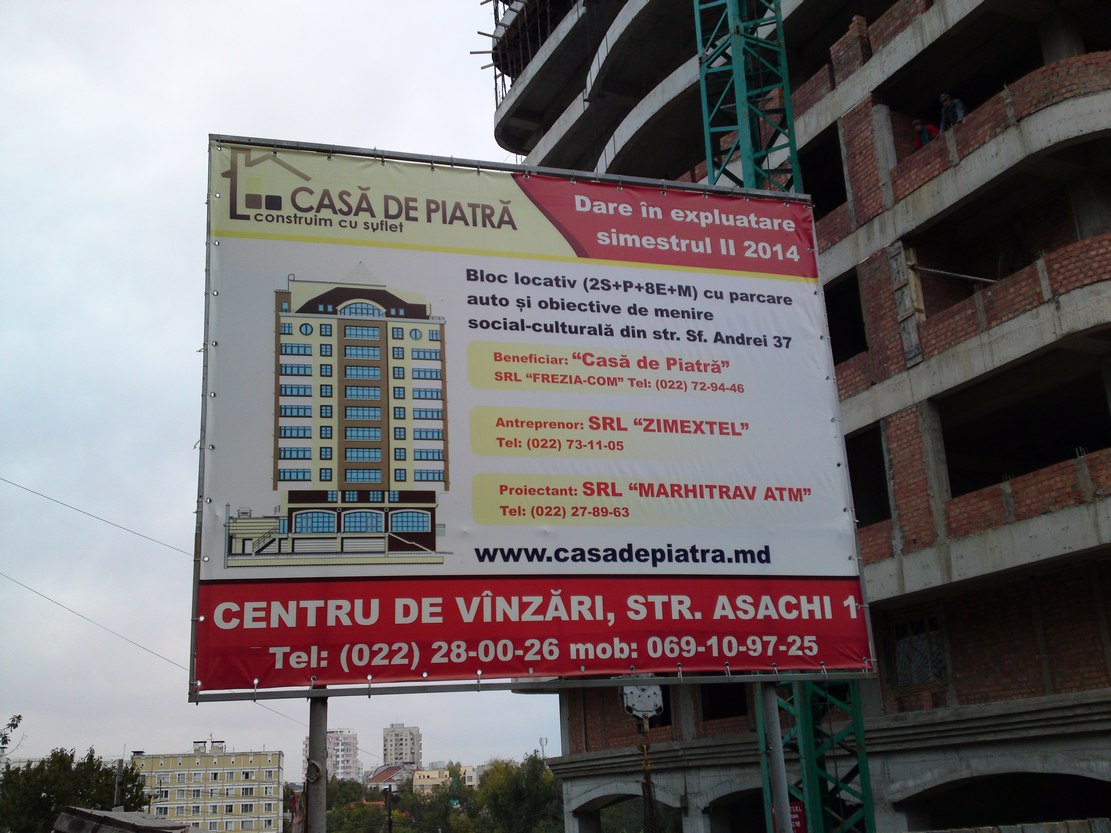 CASĂ DE PIATRĂ
construim cu suflet
Dare în expluatare
simestrul II 2014
Bloc locativ (2S+P+8E+M) cu parcare
auto și obiective de menire
social-culturală din str. Sf. Andrei 37
Beneficiar: “Casă de Piatră”
SRL “FREZIA-COM” Tel: (022) 72-94-46
Antreprenor: SRL “ZIMEXTEL”
Tel: (022) 73-11-05
Proiectant: SRL “MARHITRAV ATM”
Tel: (022) 27-89-63
www.casadepiatra.md
CENTRU DE VÎNZĂRI, STR. ASACHI 1
Tel: (022) 28-00-26 mob: 069-10-97-25